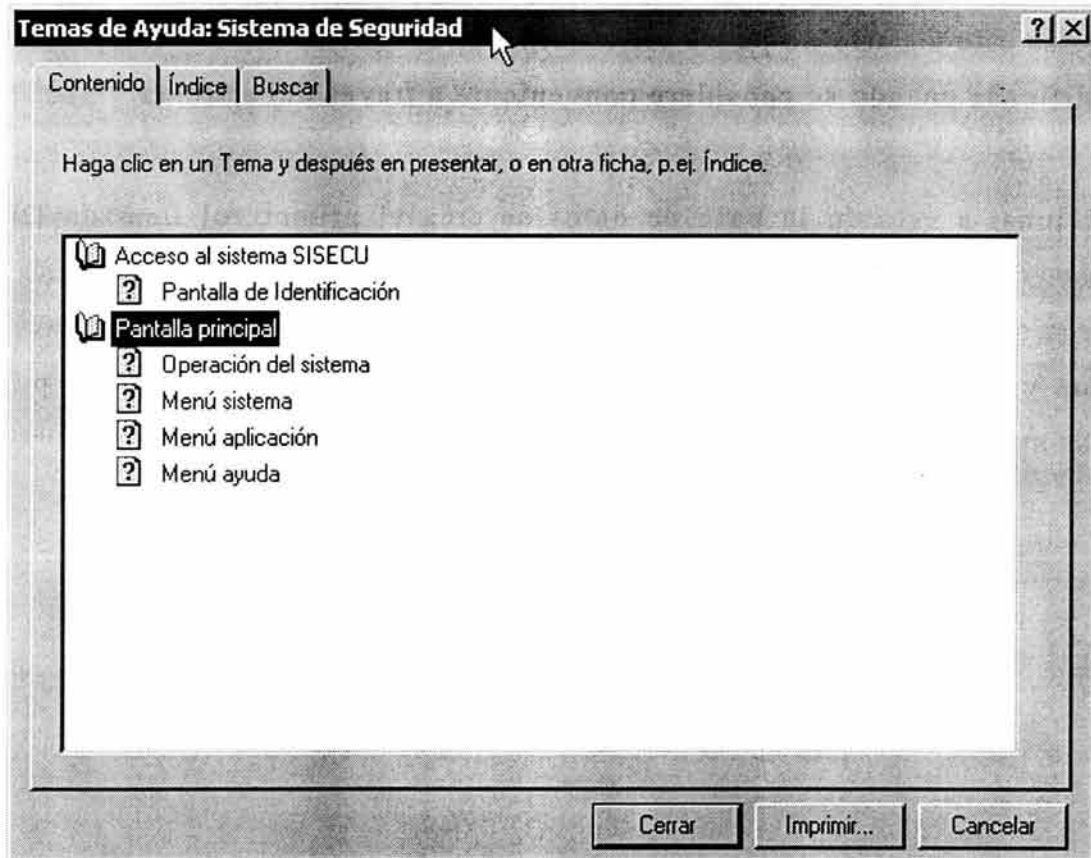 Temas de Ayuda: Sistema de Seguridad
Contenido Índice Buscar
Haga clic en un Tema y después en presentar, o en otra ficha, p.ej. Índice.
Acceso al sistema SISECU
? Pantalla de Identificación
Pantalla principal
? Operación del sistema
? Menú sistema
? Menú aplicación
? Menú ayuda
Cerrar Imprimir... Cancelar